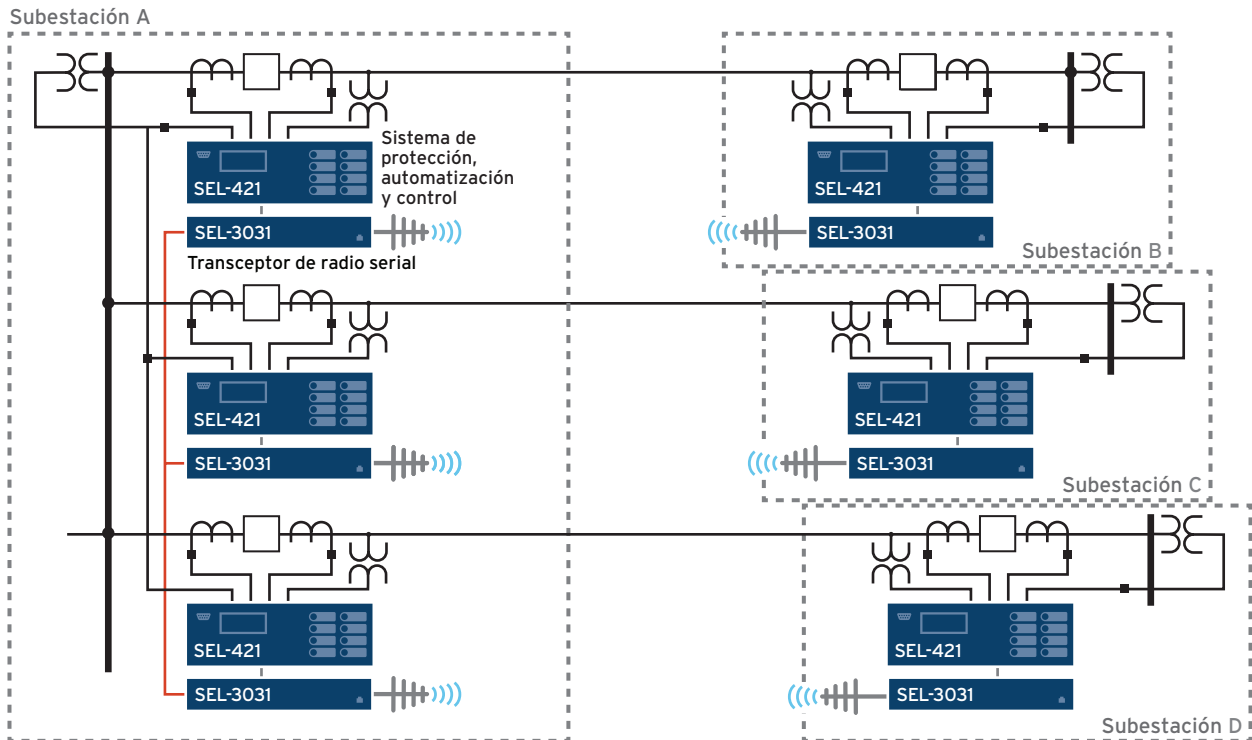 Subestación A
SEL-421
Sistema de
protección,
automatización
y control
SEL-3031
Transceptor de radio serial
SEL-421
SEL-3031
Subestación B
SEL-421
SEL-3031
SEL-421
SEL-3031
Subestación C
SEL-421
SEL-3031
SEL-421
SEL-3031
Subestación D